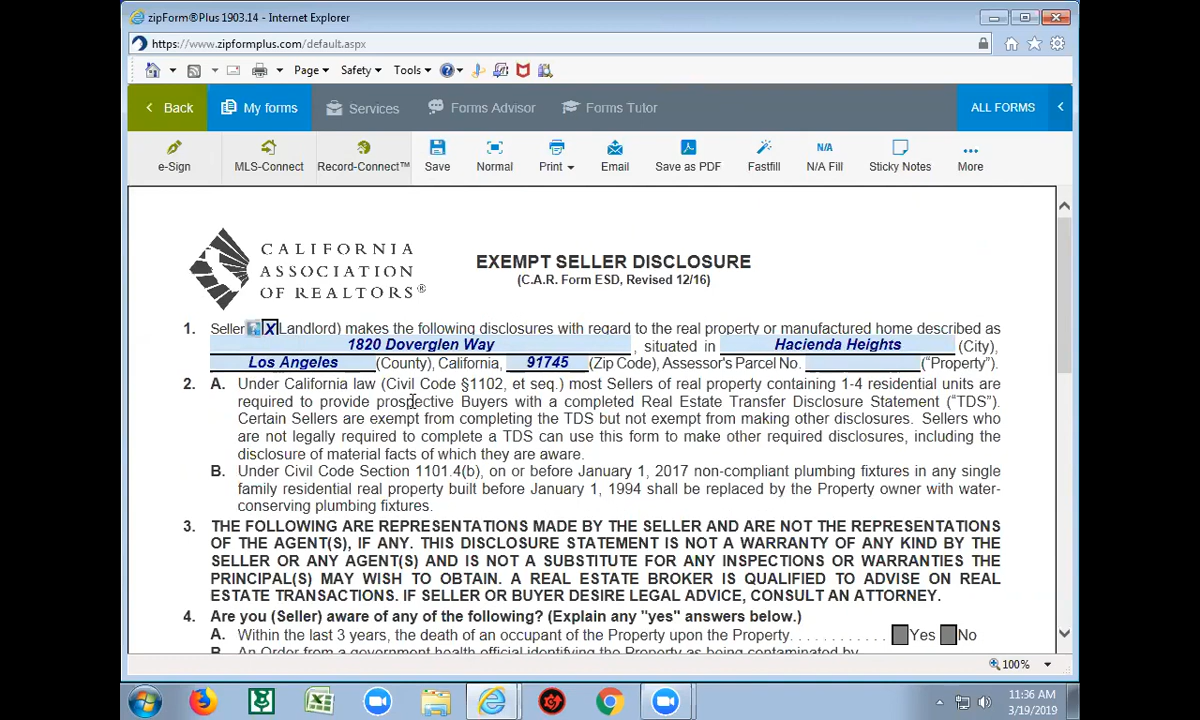 zipForm®Plus 1903.14 - Internet Explorer
https://www.zipformplus.com/default.aspx
Page Safety Tools
Back My forms Services Forms Advisor Forms Tutor ALL FORMS
e-Sign MLS-Connect Record-Connect™ Save Normal Print Email Save as PDF Fastfill N/A N/A Fill Sticky Notes More
CALIFORNIA
ASSOCIATION
OF REALTORS®
EXEMPT SELLER DISCLOSURE
(C.A.R. Form ESD, Revised 12/16)
1. Seller X Landlord) makes the following disclosures with regard to the real property or manufactured home described as
1820 Doverglen Way, situated in Hacienda Heights (City),
Los Angeles (County), California, 91745 (Zip Code), Assessor's Parcel No. ("Property").
2. A. Under California law (Civil Code §1102, et seq.) most Sellers of real property containing 1-4 residential units are
required to provide prospective Buyers with a completed Real Estate Transfer Disclosure Statement ("TDS").
Certain Sellers are exempt from completing the TDS but not exempt from making other disclosures. Sellers who
are not legally required to complete a TDS can use this form to make other required disclosures, including the
disclosure of material facts of which they are aware.
B. Under Civil Code Section 1101.4(b), on or before January 1, 2017 non-compliant plumbing fixtures in any single
family residential real property built before January 1, 1994 shall be replaced by the Property owner with water-
conserving plumbing fixtures.
3. THE FOLLOWING ARE REPRESENTATIONS MADE BY THE SELLER AND ARE NOT THE REPRESENTATIONS
OF THE AGENT(S), IF ANY. THIS DISCLOSURE STATEMENT IS NOT A WARRANTY OF ANY KIND BY THE
SELLER OR ANY AGENT(S) AND IS NOT A SUBSTITUTE FOR ANY INSPECTIONS OR WARRANTIES THE
PRINCIPAL(S) MAY WISH TO OBTAIN. A REAL ESTATE BROKER IS QUALIFIED TO ADVISE ON REAL
ESTATE TRANSACTIONS. IF SELLER OR BUYER DESIRE LEGAL ADVICE, CONSULT AN ATTORNEY.
4. Are you (Seller) aware of any of the following? (Explain any "yes" answers below.)
A. Within the last 3 years, the death of an occupant of the Property upon the Property. . . . . . . . . . . Yes No
B. An Order from a government health official identifying the Property as being contaminated by
100%
11:36 AM
3/19/2019